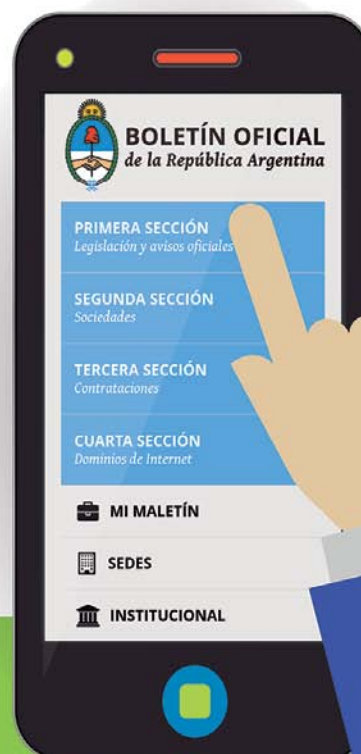 BOLETÍN OFICIAL
de la República Argentina
PRIMERA SECCIÓN
Legislación y avisos oficiales
SEGUNDA SECCIÓN
Sociedades
TERCERA SECCIÓN
Contrataciones
CUARTA SECCIÓN
Dominios de Internet
MI MALETÍN
SEDES
INSTITUCIONAL